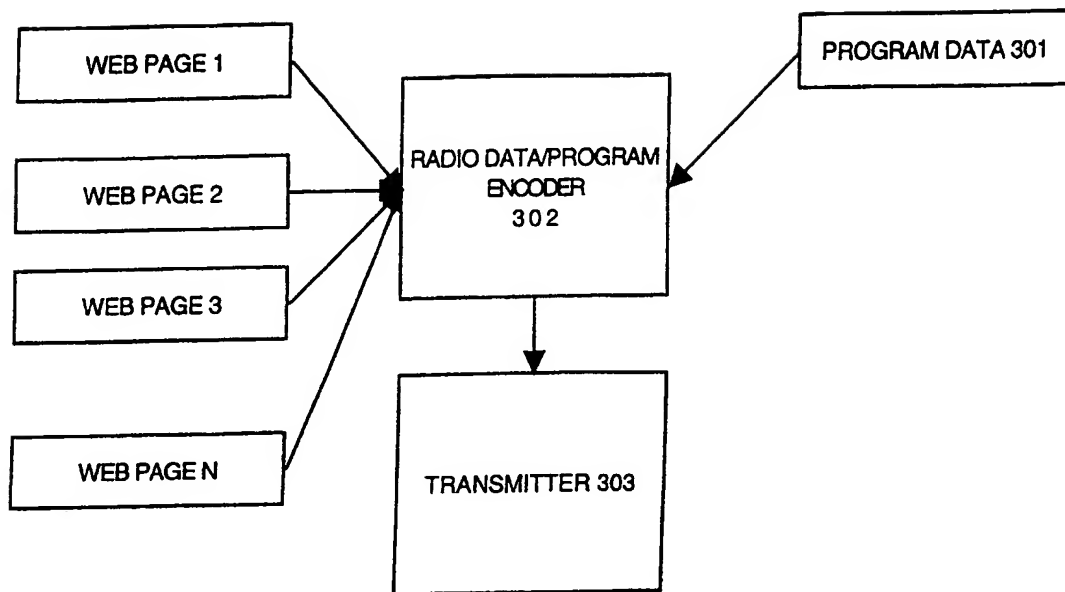 WEB PAGE 1
PROGRAM DATA 301
WEB PAGE 2
RADIO DATA/PROGRAM
ENCODER
302
WEB PAGE 3
WEB PAGE N
TRANSMITTER 303